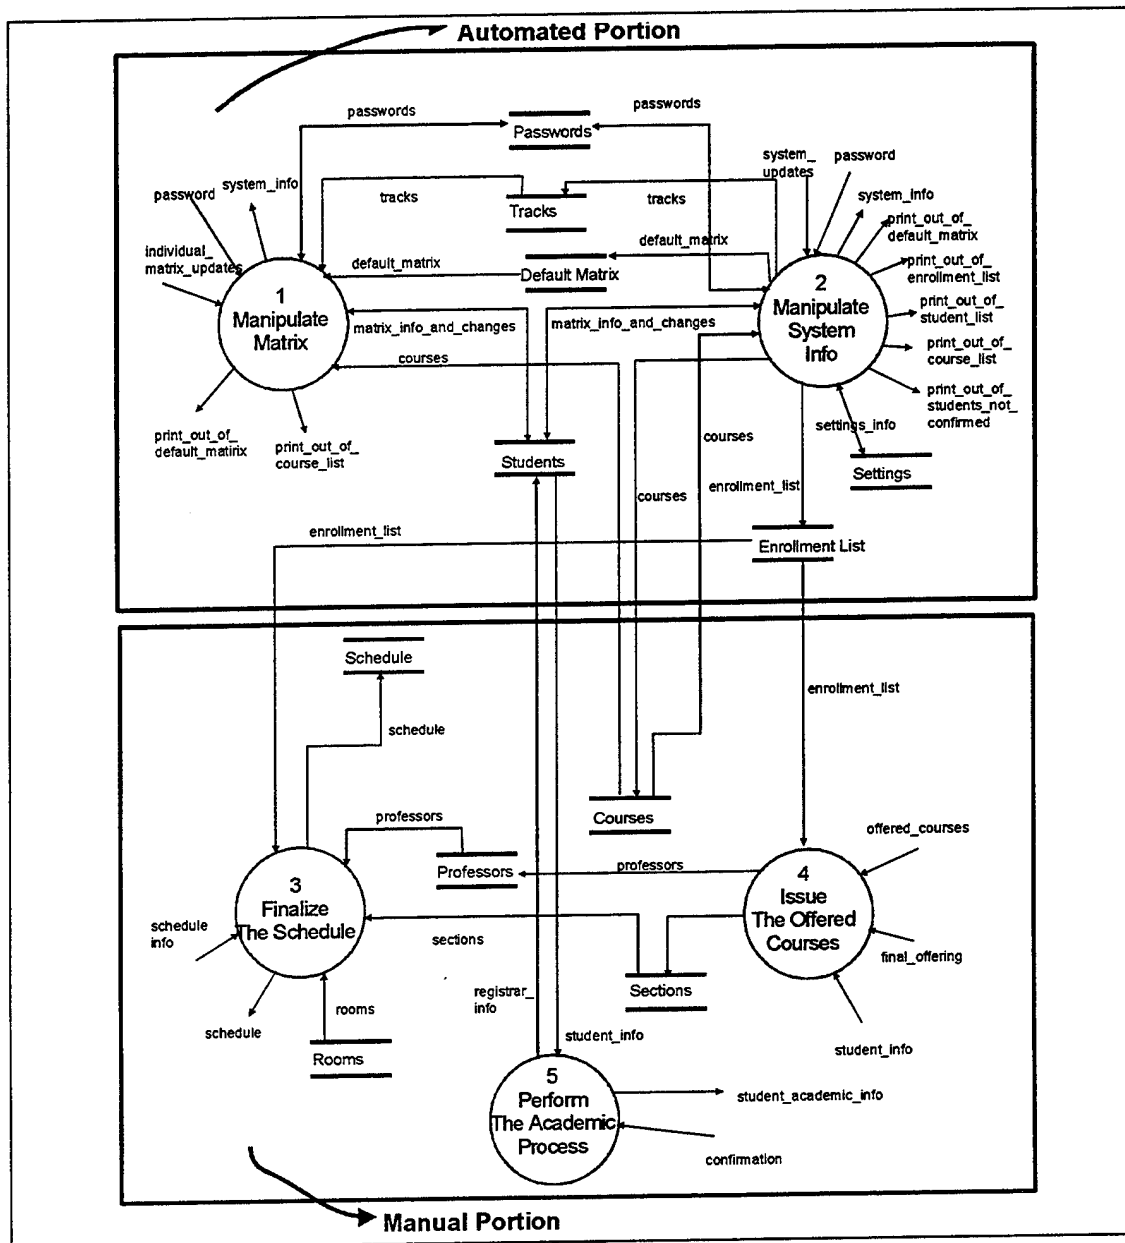 Automated Portion
passwords
passwords
Passwords
system_
updates
password
password
system_info
tracks
Tracks
tracks
system_info
print_out_of_
default_matrix
individual_
matrix_updates
default_matrix
Default Matrix
default_matrix
print_out_of_
enrollment_list
1
Manipulate
Matrix
2
Manipulate
System
Info
print_out_of_
student_list
matrix_info_and_changes
matrix_info_and_changes
courses
print_out_of_
course_list
print_out_of_
students_not_
confirmed
print_out_of_
default_matirix
print_out_of_
course_list
settings_info
courses
Students
Settings
courses
enrollment_list
enrollment_list
Enrollment List
Schedule
enrollment_list
schedule
professors
Courses
offered_courses
Professors
professors
3
Finalize
The Schedule
4
Issue
The Offered
Courses
schedule
info
sections
final_offering
Sections
registrar_
info
rooms
schedule
student_info
student_info
Rooms
5
Perform
The Academic
Process
student_academic_info
confirmation
Manual Portion